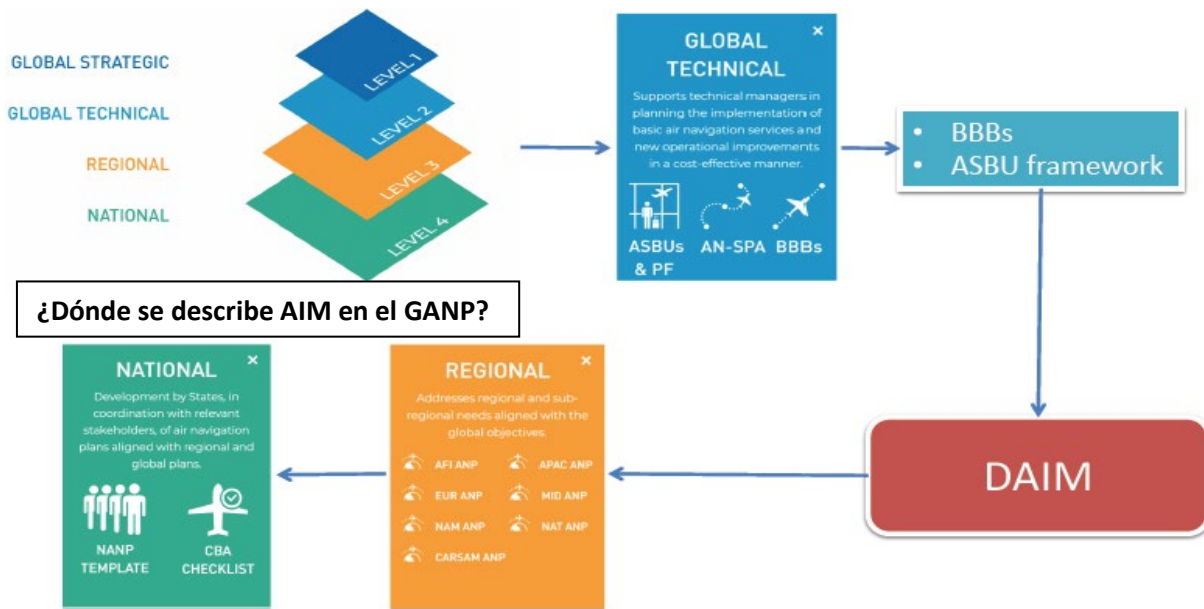 GLOBAL STRATEGIC
GLOBAL TECHNICAL
REGIONAL
NATIONAL
LEVEL 1
LEVEL 2
LEVEL 3
LEVEL 4
×
GLOBAL
TECHNICAL
Supports technical managers in
planning the implementation of
basic air navigation services and
new operational improvements
in a cost-effective manner.
ASBUs
& PF
AN-SPA
BBBs
• BBBs
• ASBU framework
¿Dónde se describe AIM en el GANP?
×
NATIONAL
Development by States, in
coordination with relevant
stakeholders, of air navigation
plans aligned with regional and
global plans.
NANP
TEMPLATE
CBA
CHECKLIST
×
REGIONAL
Addresses regional and sub-
regional needs aligned with the
global objectives.
AFI ANP
APAC ANP
EUR ANP
MID ANP
NAM ANP
NAT ANP
CARSAM ANP
DAIM